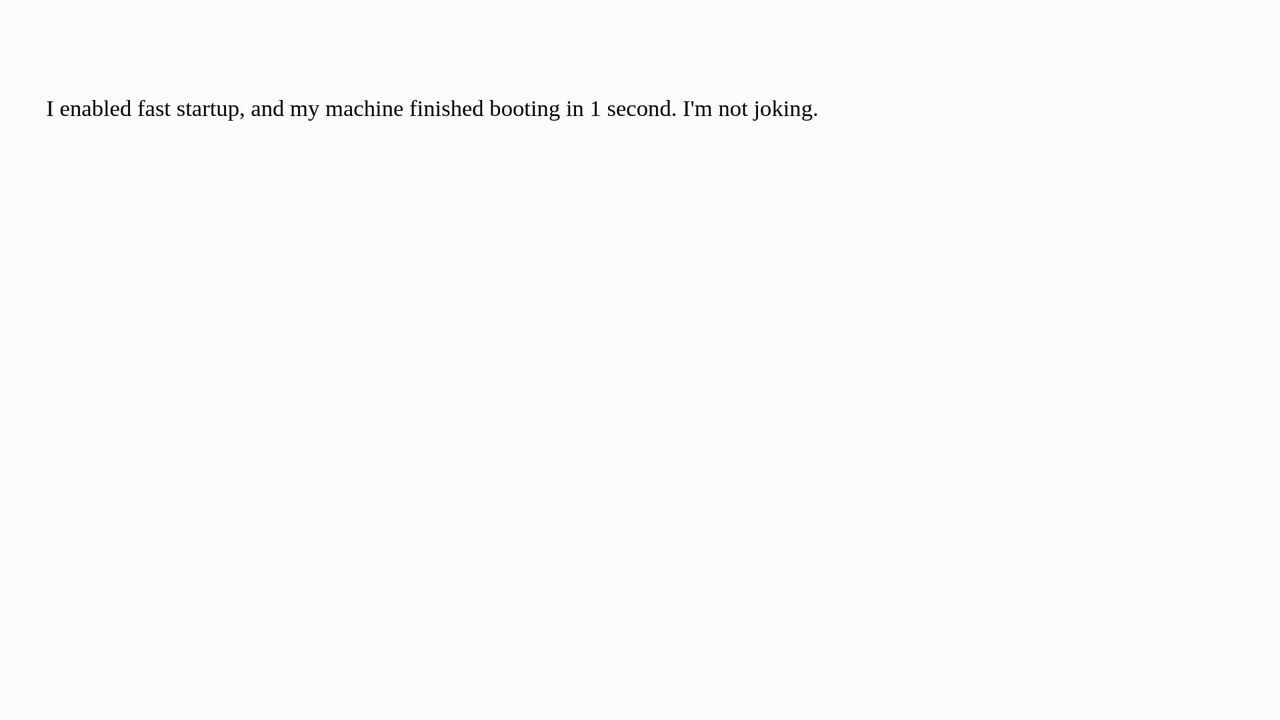 I enabled fast startup, and my machine finished booting in 1 second. I'm not joking.